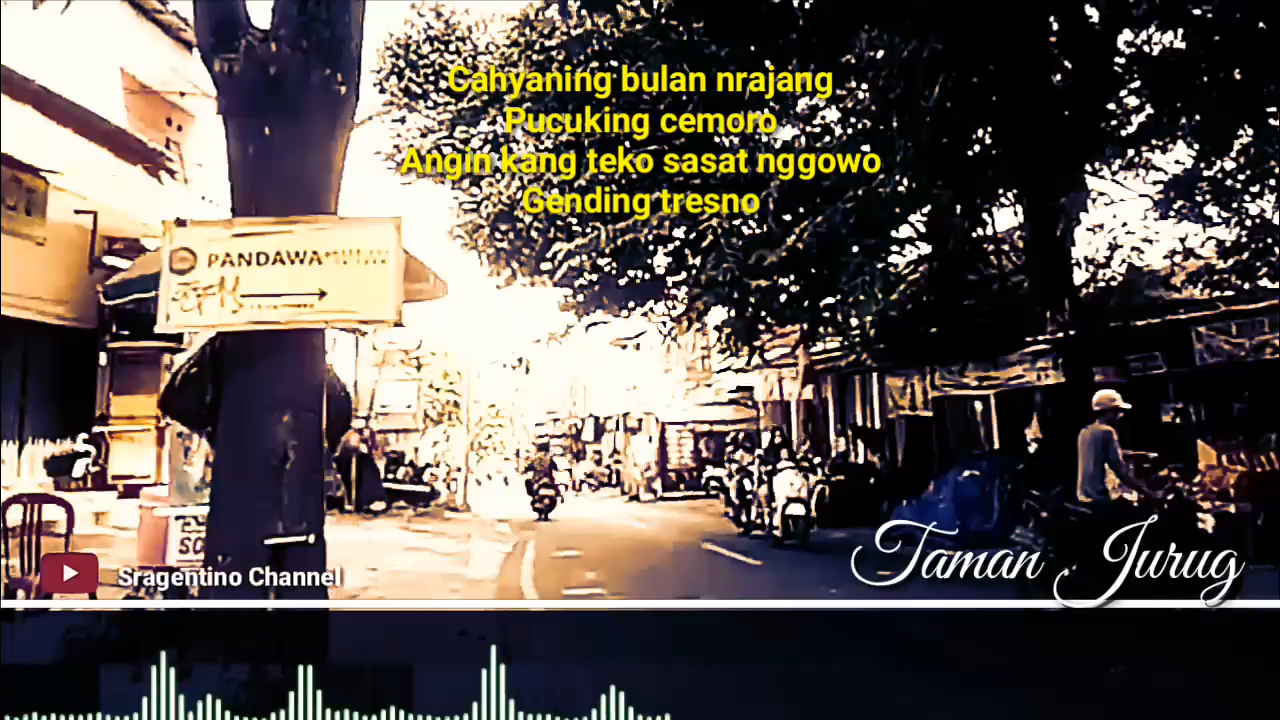 Cahyaning bulan nrajang
Pucuking cemoro
Angin kang teko sasat nggowo
Gending tresno
PANDAWA
Sragentino Channel
Taman Jurug